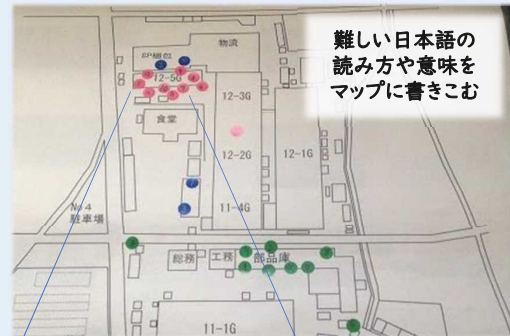 難しい日本語の
読み方や意味を
マップに書きこむ
物流
梱包
12-5G
12-3G
食堂
12-2G
12-1G
11-4G
No4
駐車場
総務
工務
部品庫
11-1G